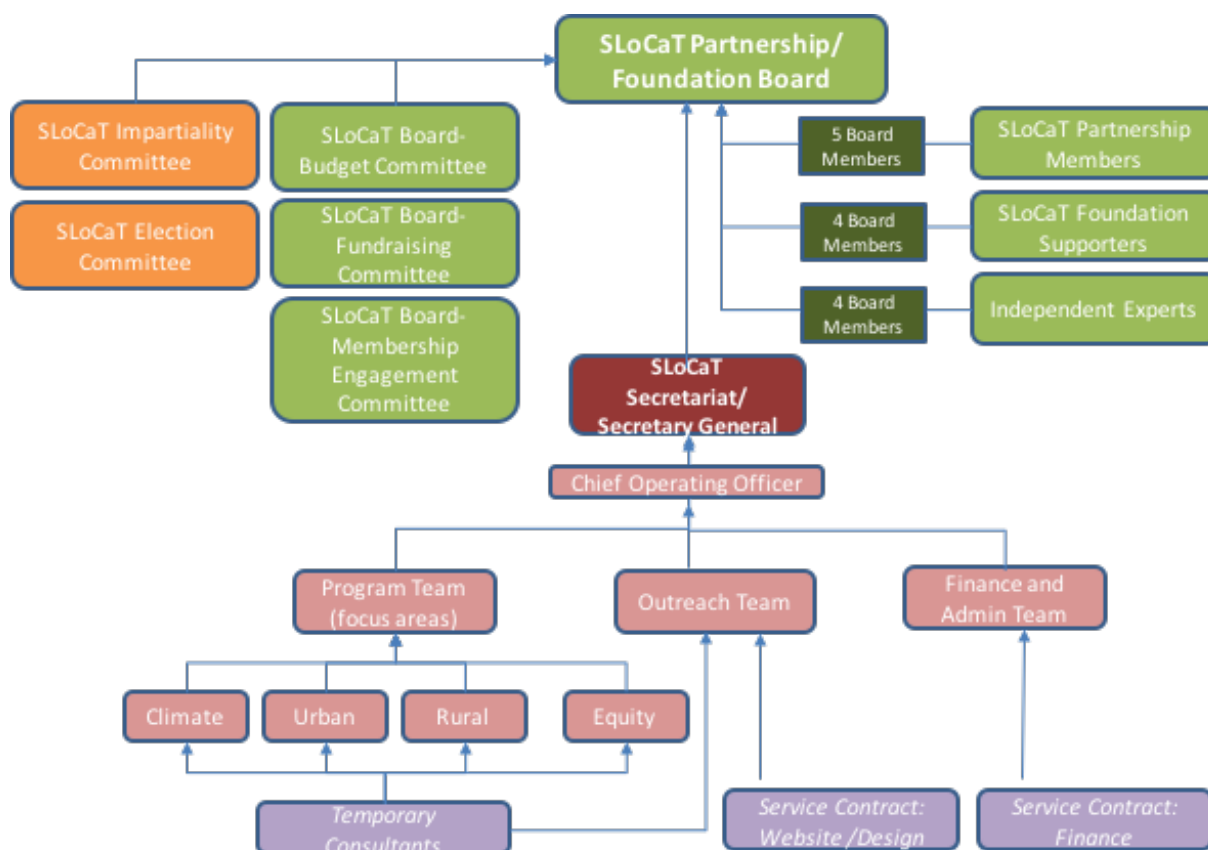 SLoCaT Partnership/
Foundation Board
SLoCaT Impartiality
Committee
SLoCaT Board-
Budget Committee
5 Board
Members
SLoCaT Partnership
Members
SLoCaT Election
Committee
SLoCaT Board-
Fundraising
Committee
4 Board
Members
SLoCaT Foundation
Supporters
SLoCaT Board-
Membership
Engagement
Committee
4 Board
Members
Independent Experts
SLoCaT
Secretariat/
Secretary General
Chief Operating Officer
Program Team
(focus areas)
Outreach Team
Finance and
Admin Team
Climate
Urban
Rural
Equity
Temporary
Consultants
Service Contract:
Website /Design
Service Contract:
Finance